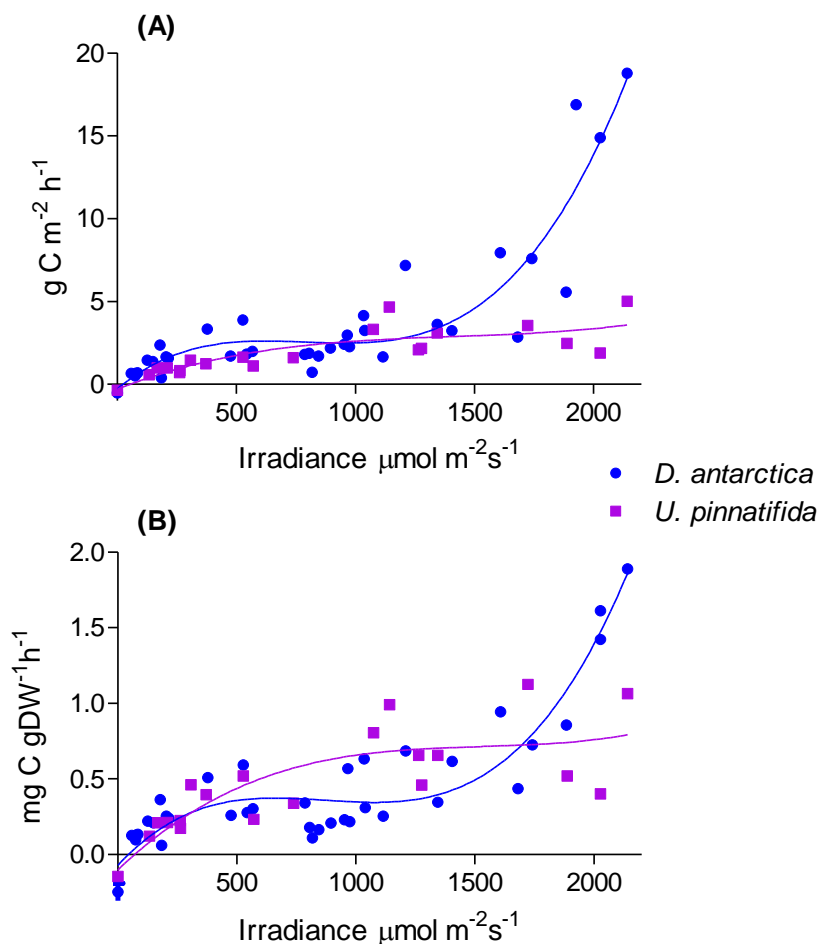 (A)
20
15
10
5
0
g C m⁻² h⁻¹
500 1000 1500 2000
Irradiance μmol m⁻²s⁻¹
D. antarctica
U. pinnatifida
(B)
2.0
1.5
1.0
0.5
0.0
mg C gDW⁻¹h⁻¹
500 1000 1500 2000
Irradiance μmol m⁻²s⁻¹